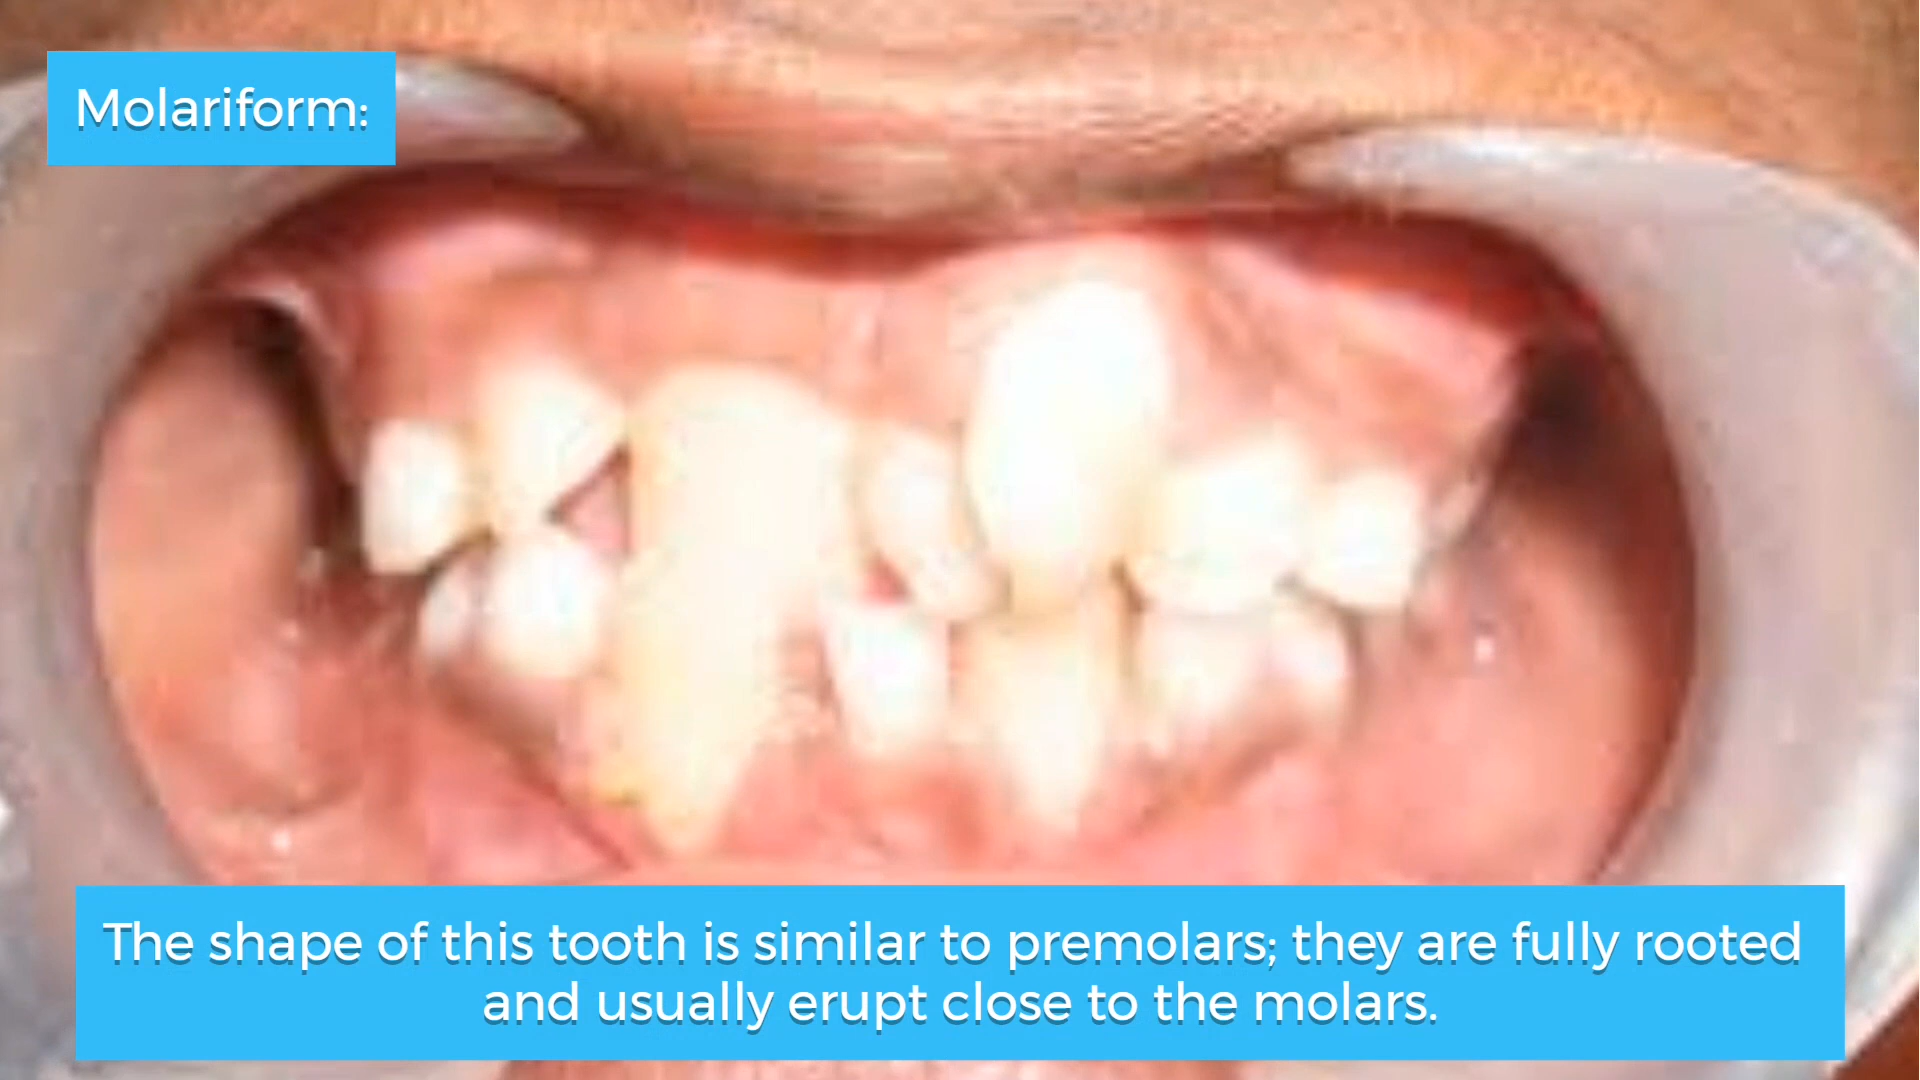 Molariform:
The shape of this tooth is similar to premolars; they are fully rooted
and usually erupt close to the molars.